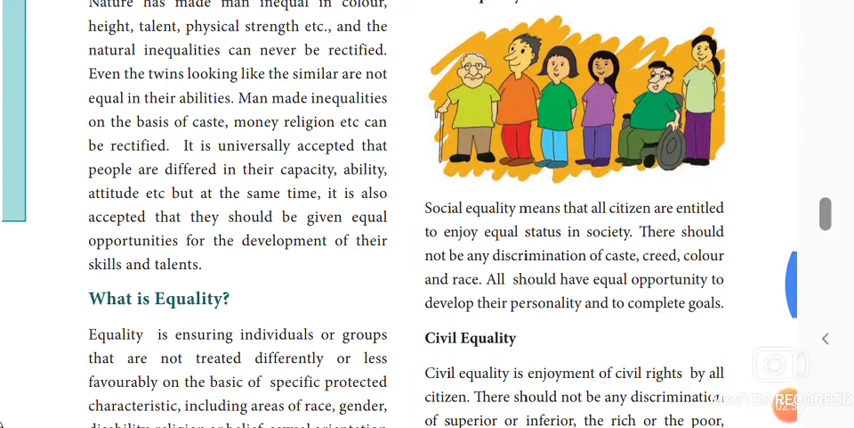 Nature has made man inequal in colour,
height, talent, physical strength etc., and the
natural inequalities can never be rectified.
Even the twins looking like the similar are not
equal in their abilities. Man made inequalities
on the basis of caste, money religion etc can
be rectified. It is universally accepted that
people are differed in their capacity, ability,
attitude etc but at the same time, it is also
accepted that they should be given equal
opportunities for the development of their
skills and talents.
What is Equality?
Equality is ensuring individuals or groups
that are not treated differently or less
favourably on the basic of specific protected
characteristic, including areas of race, gender,
Social equality means that all citizen are entitled
to enjoy equal status in society. There should
not be any discrimination of caste, creed, colour
and race. All should have equal opportunity to
develop their personality and to complete goals.
Civil Equality
Civil equality is enjoyment of civil rights by all
citizen. There should not be any discrimination
of superior or inferior, the rich or the poor,
MASTER RECORDER